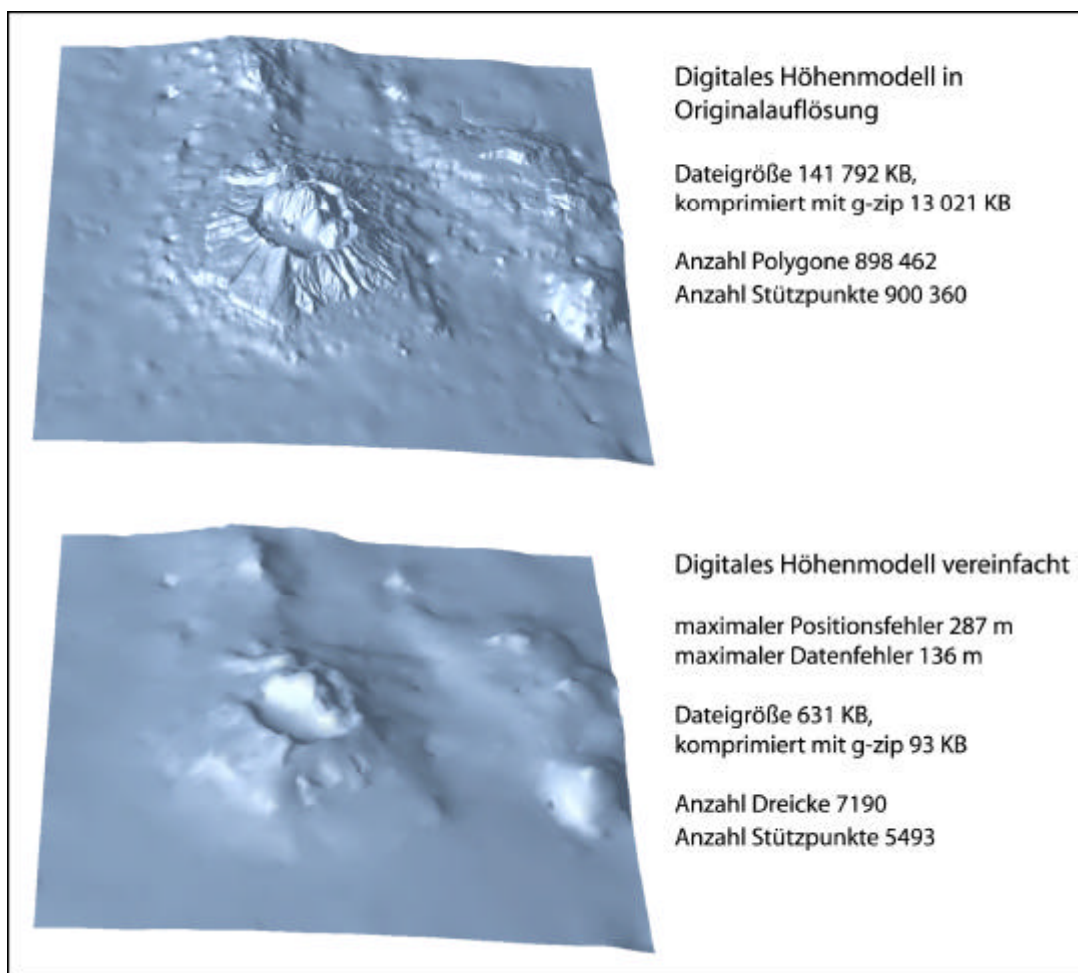 Digitales Höhenmodell in
Originalauflösung
Dateigröße 141 792 KB,
komprimiert mit g-zip 13 021 KB
Anzahl Polygone 898 462
Anzahl Stützpunkte 900 360
Digitales Höhenmodell vereinfacht
maximaler Positionsfehler 287 m
maximaler Datenfehler 136 m
Dateigröße 631 KB,
komprimiert mit g-zip 93 KB
Anzahl Dreicke 7190
Anzahl Stützpunkte 5493